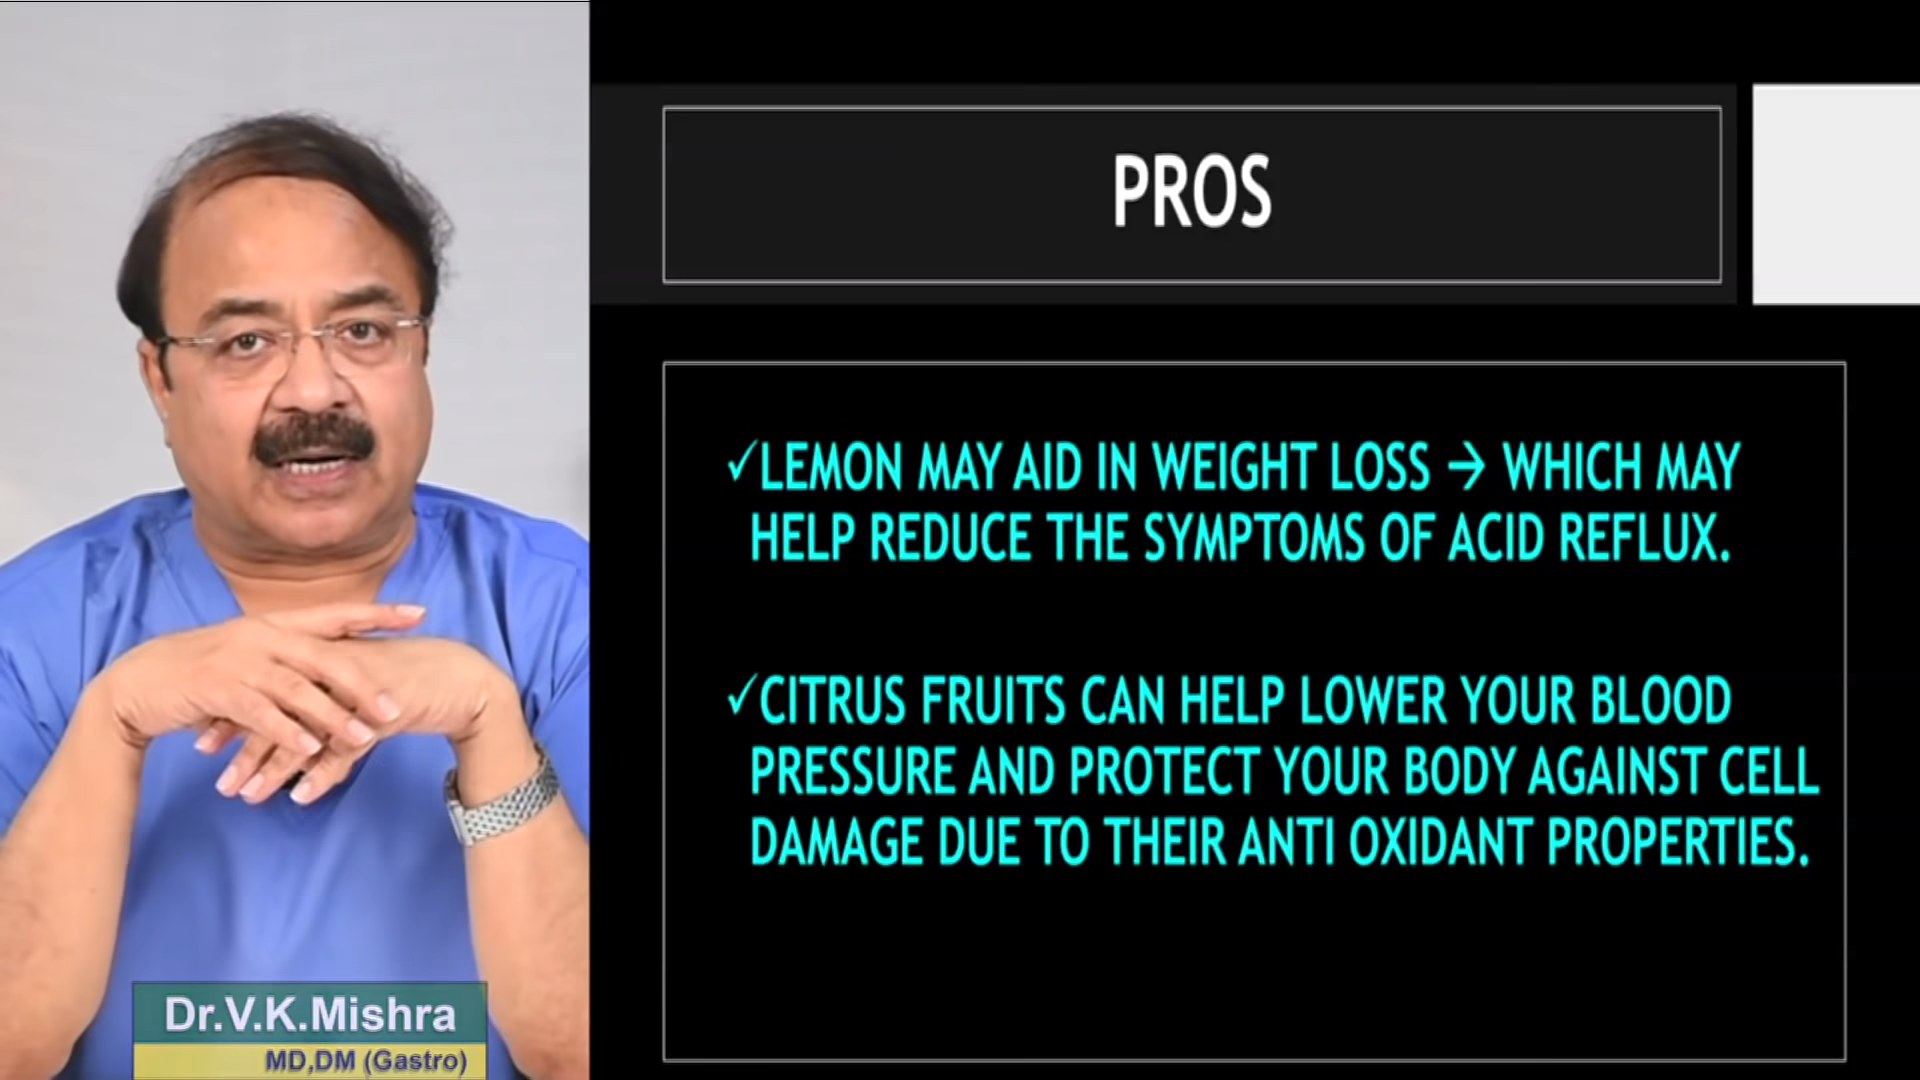 PROS
✓LEMON MAY AID IN WEIGHT LOSS → WHICH MAY
HELP REDUCE THE SYMPTOMS OF ACID REFLUX.
✓CITRUS FRUITS CAN HELP LOWER YOUR BLOOD
PRESSURE AND PROTECT YOUR BODY AGAINST CELL
DAMAGE DUE TO THEIR ANTI OXIDANT PROPERTIES.
Dr.V.K.Mishra
MD,DM (Gastro)